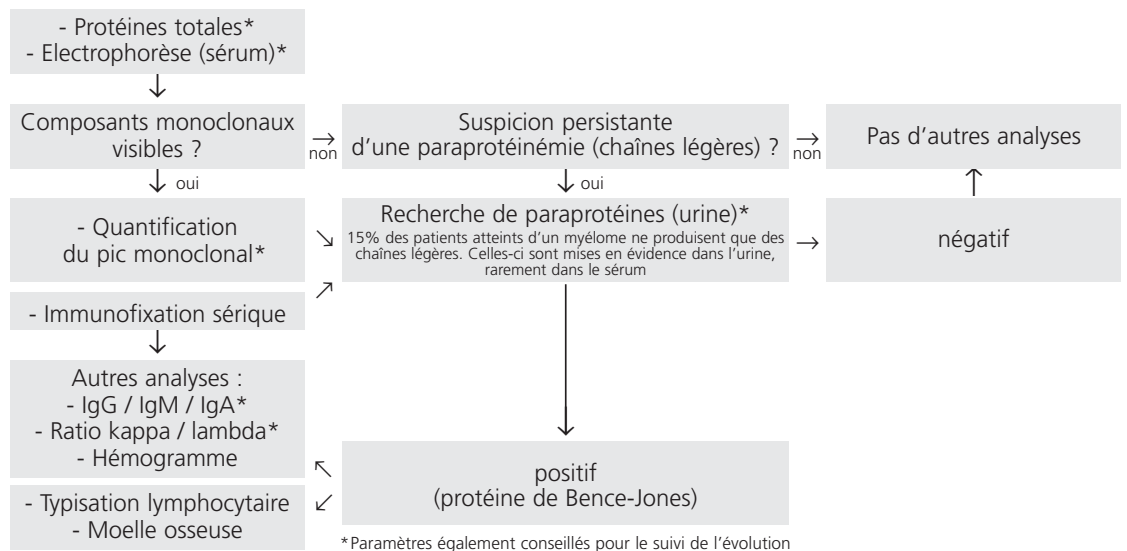 - Protéines totales*
- Electrophorèse (sérum)*
Composants monoclonaux
visibles ?
non
Suspicion persistante
d'une paraprotéinémie (chaînes légères) ?
non
Pas d'autres analyses
oui
oui
- Quantification
du pic monoclonal*
Recherche de paraprotéines (urine)*
15% des patients atteints d'un myélome ne produisent que des
chaînes légères. Celles-ci sont mises en évidence dans l'urine,
rarement dans le sérum
négatif
- Immunofixation sérique
Autres analyses :
- IgG / IgM / IgA*
- Ratio kappa / lambda*
- Hémogramme
positif
(protéine de Bence-Jones)
- Typisation lymphocytaire
- Moelle osseuse
*Paramètres également conseillés pour le suivi de l'évolution